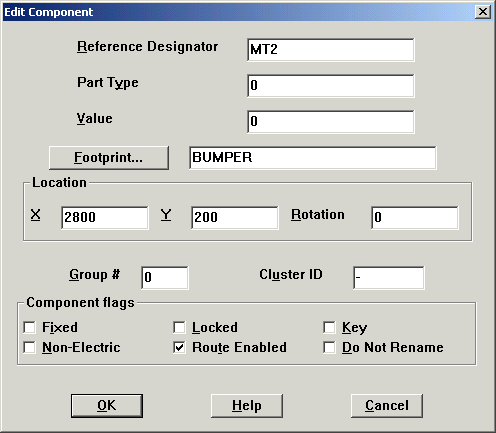 Edit Component
Reference Designator MT2
Part Type 0
Value 0
Footprint... BUMPER
Location
X 2800 Y 200 Rotation 0
Group # 0 Cluster ID -
Component flags
Fixed Locked Key
Non-Electric Route Enabled Do Not Rename
OK Help Cancel